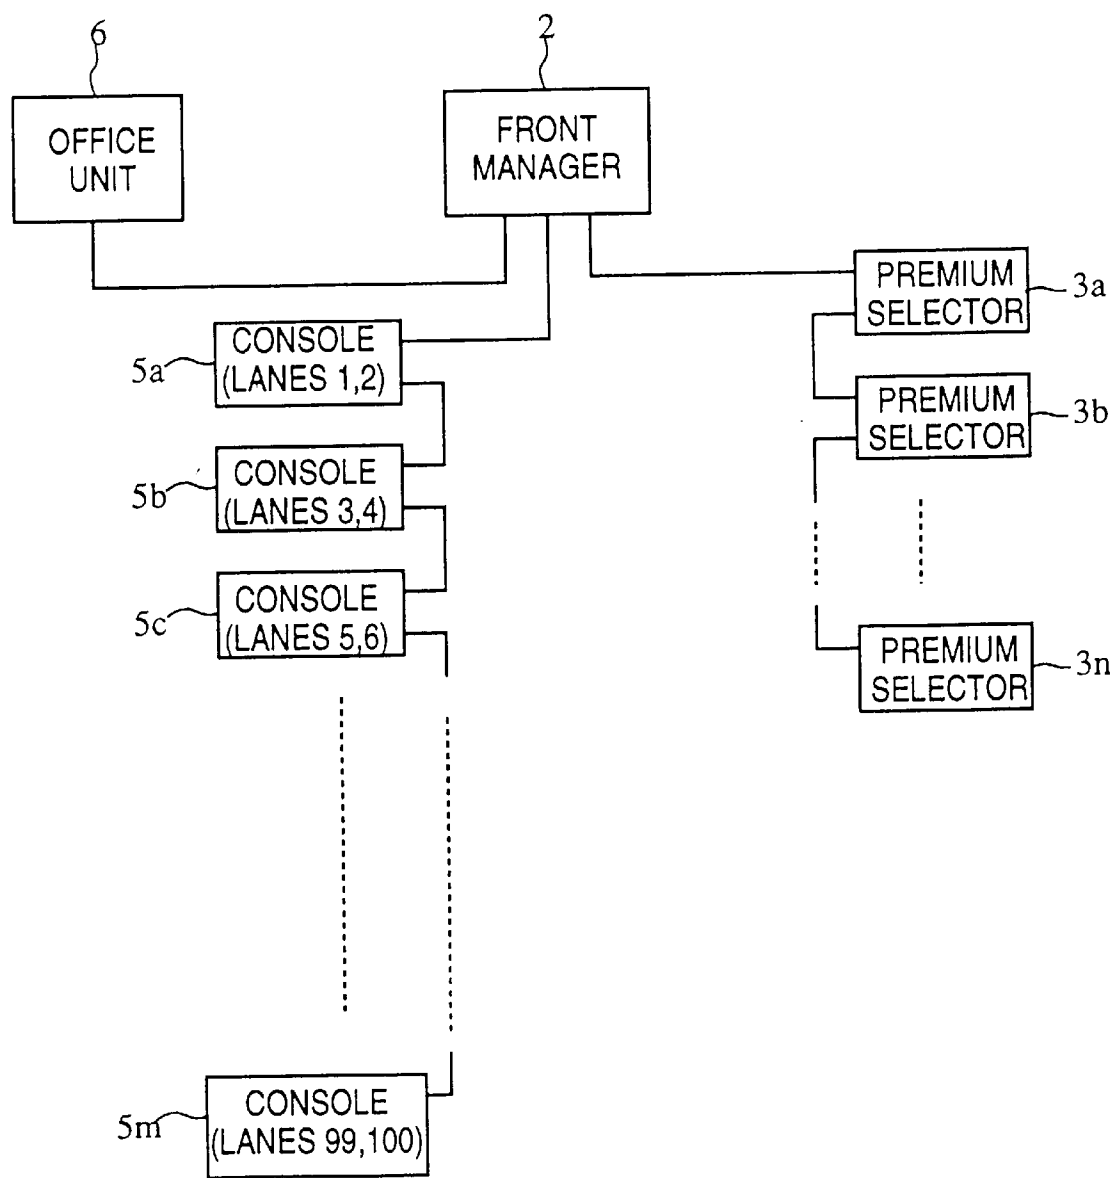 6
OFFICE
UNIT
2
FRONT
MANAGER
PREMIUM
SELECTOR
3a
5a
CONSOLE
(LANES 1,2)
PREMIUM
SELECTOR
3b
5b
CONSOLE
(LANES 3,4)
5c
CONSOLE
(LANES 5,6)
PREMIUM
SELECTOR
3n
5m
CONSOLE
(LANES 99,100)